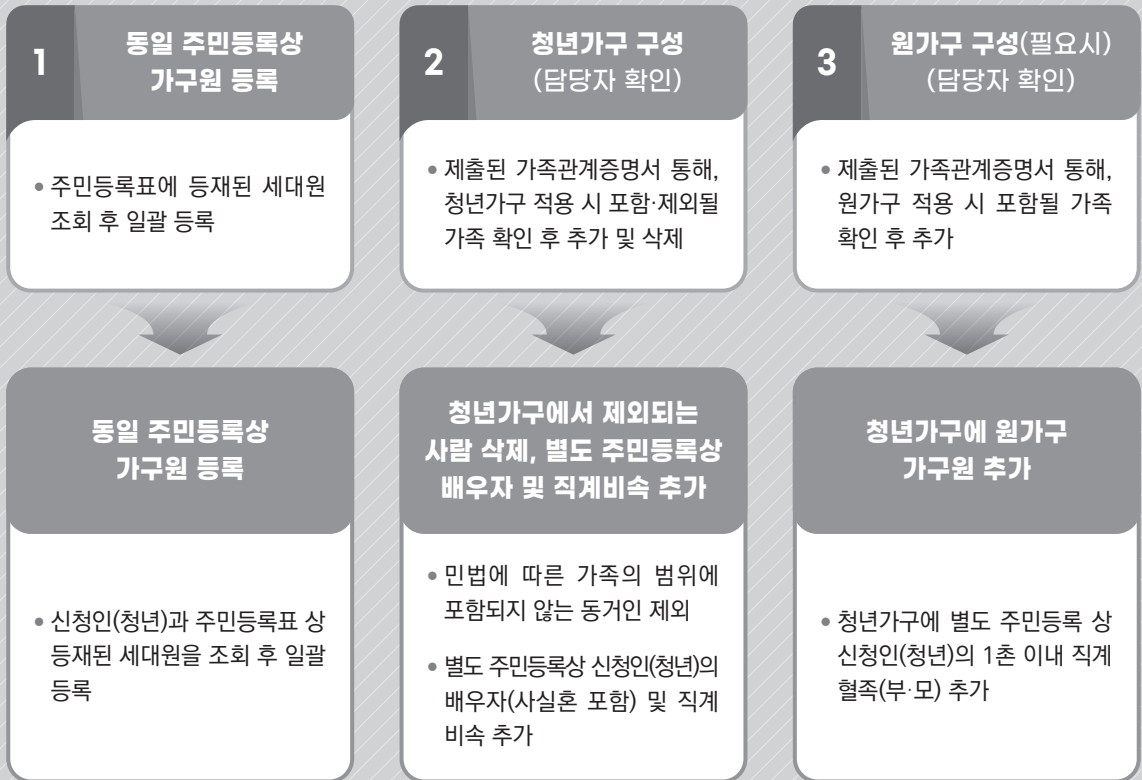 1
동일 주민등록상
가구원 등록
• 주민등록표에 등재된 세대원
조회 후 일괄 등록
2
청년가구 구성
(담당자 확인)
• 제출된 가족관계증명서 통해,
청년가구 적용 시 포함·제외될
가족 확인 후 추가 및 삭제
3
원가구 구성(필요시)
(담당자 확인)
• 제출된 가족관계증명서 통해,
원가구 적용 시 포함될 가족
확인 후 추가
동일 주민등록상
가구원 등록
• 신청인(청년)과 주민등록표 상
등재된 세대원을 조회 후 일괄
등록
청년가구에서 제외되는
사람 삭제, 별도 주민등록상
배우자 및 직계비속 추가
• 민법에 따른 가족의 범위에
포함되지 않는 동거인 제외
• 별도 주민등록상 신청인(청년)의
배우자(사실혼 포함) 및 직계
비속 추가
청년가구에 원가구
가구원 추가
• 청년가구에 별도 주민등록 상
신청인(청년)의 1촌 이내 직계
혈족(부·모) 추가